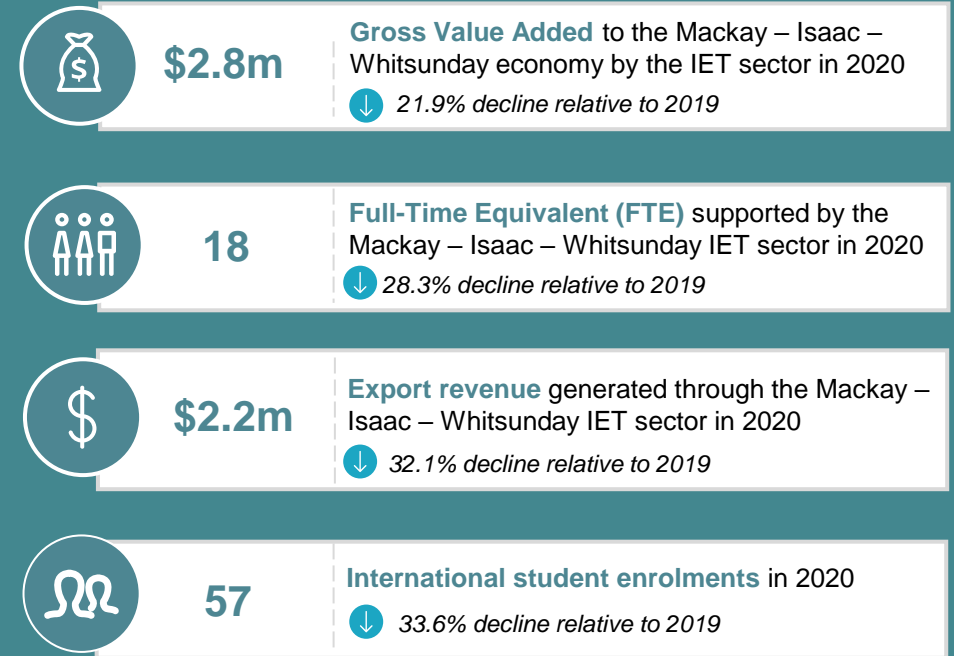 $2.8m
Gross Value Added to the Mackay – Isaac –
Whitsunday economy by the IET sector in 2020
21.9% decline relative to 2019
18
Full-Time Equivalent (FTE) supported by the
Mackay – Isaac – Whitsunday IET sector in 2020
28.3% decline relative to 2019
$2.2m
Export revenue generated through the Mackay –
Isaac – Whitsunday IET sector in 2020
32.1% decline relative to 2019
57
International student enrolments in 2020
33.6% decline relative to 2019